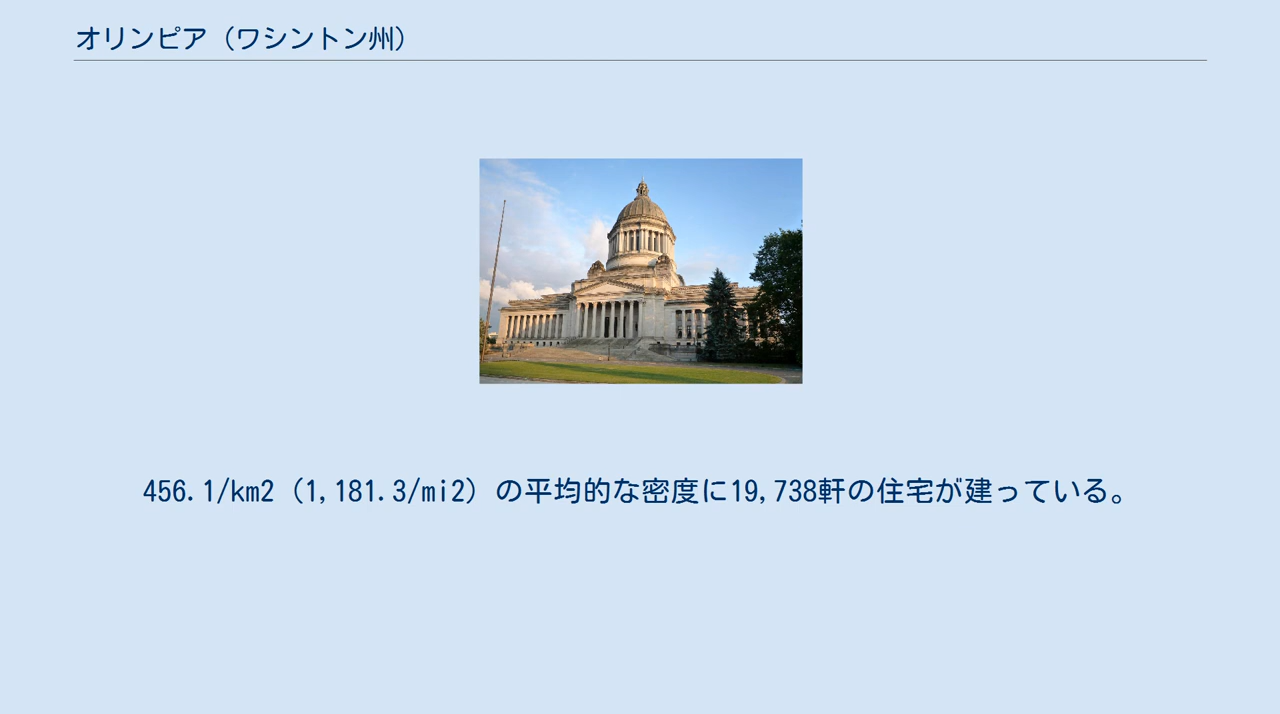 オリンピア（ワシントン州）
456.1/km2（1,181.3/mi2）の平均的な密度に19,738軒の住宅が建っている。